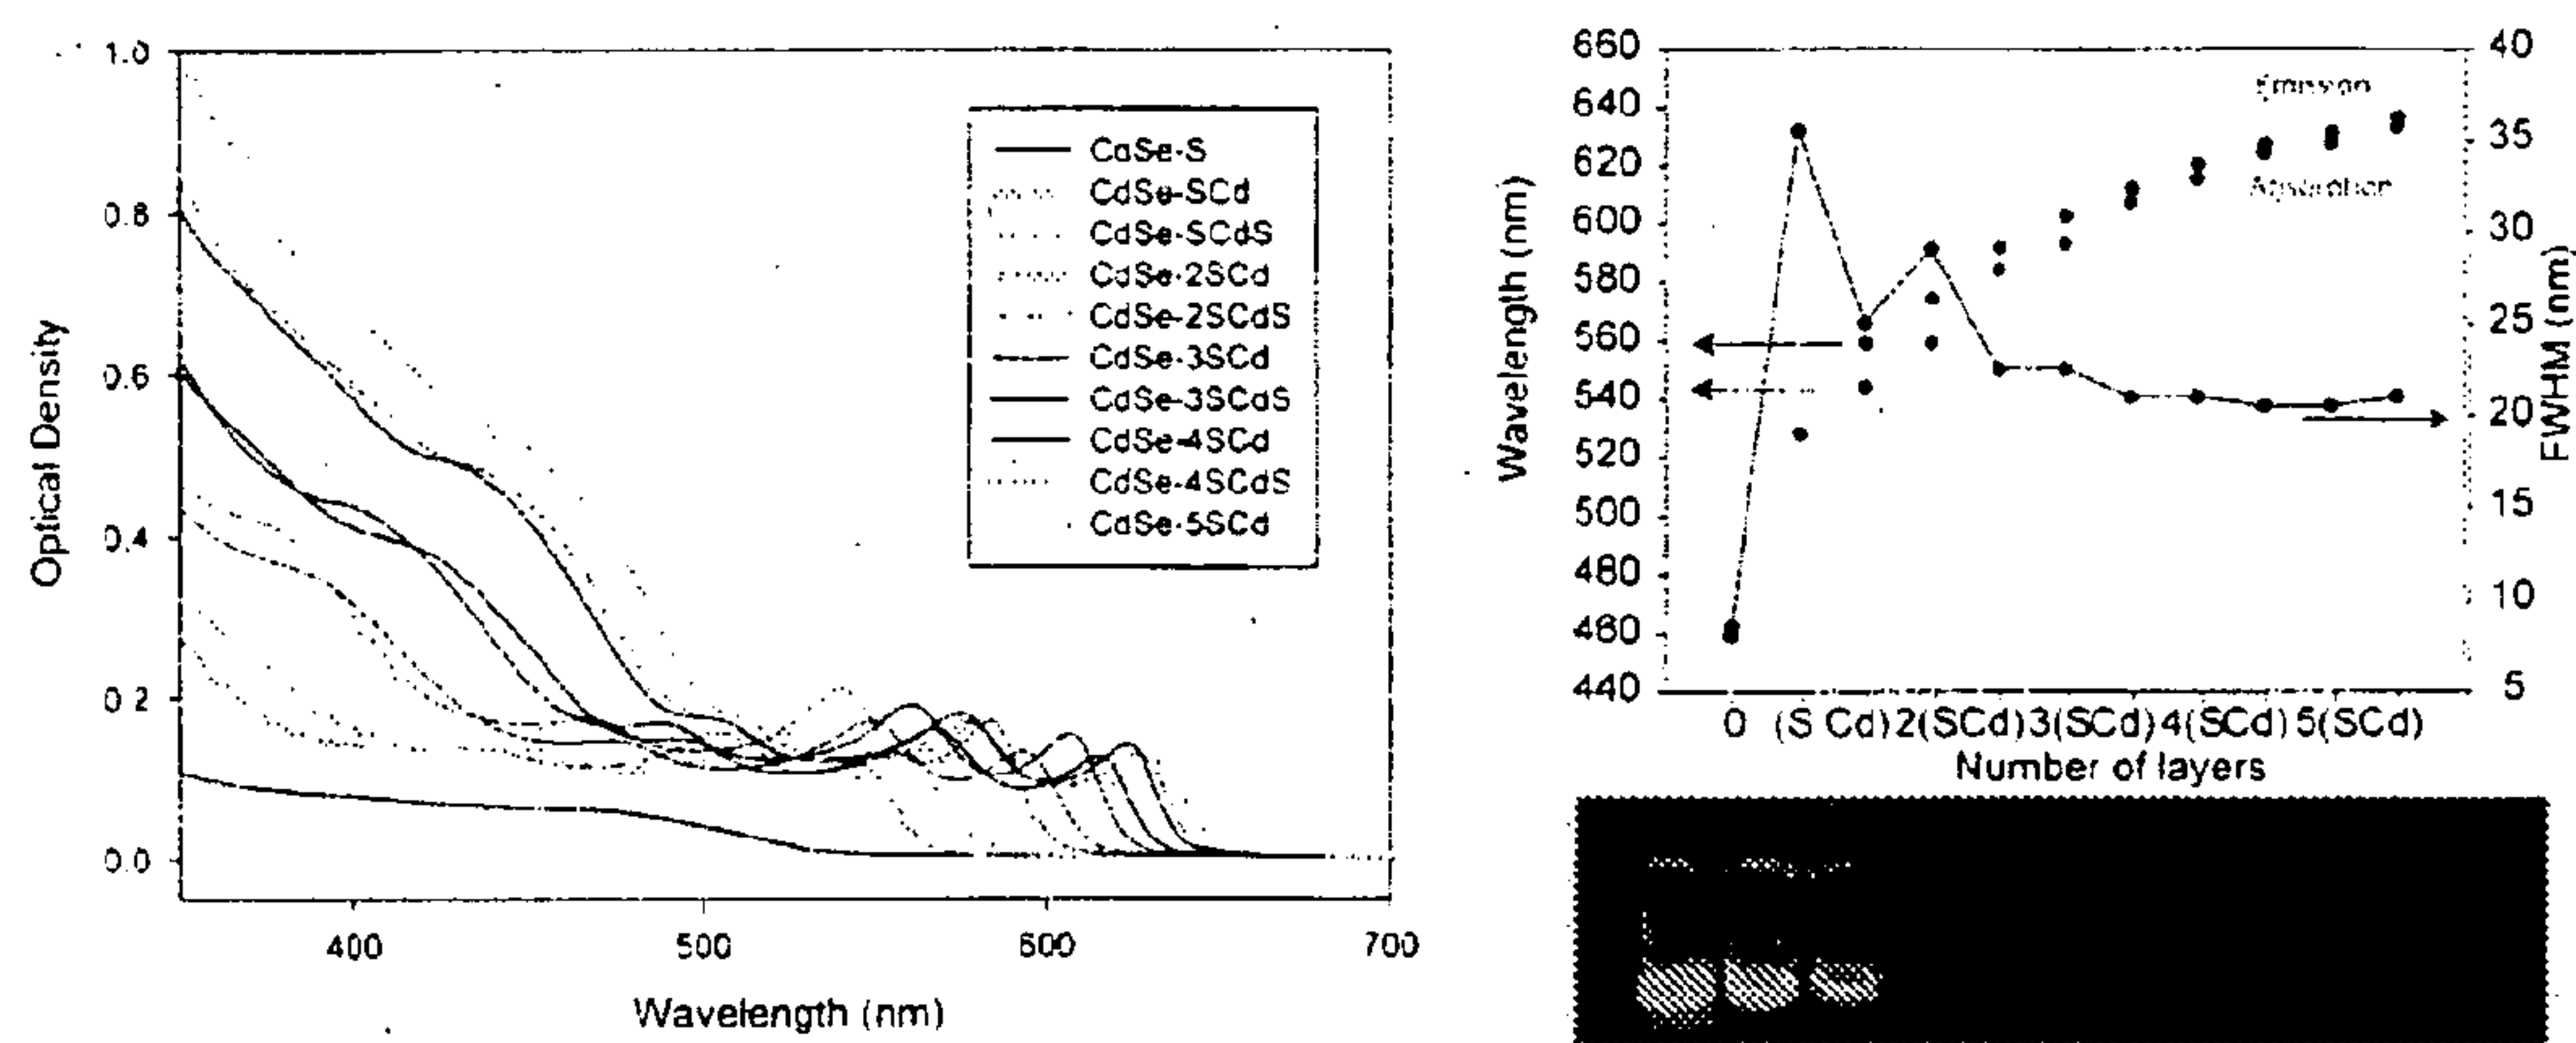 1.0
0.8
0.6
0.4
0.2
0.0
Optical Density
400 500 600 700
Wavelength (nm)
CdSe-S
CdSe-SCd
CdSe-SCdS
CdSe-2SCd
CdSe-2SCdS
CdSe-3SCd
CdSe-3SCdS
CdSe-4SCd
CdSe-4SCdS
CdSe-5SCd
660
640
620
600
580
560
540
520
500
480
460
440
Wavelength (nm)
Emission
Absorption
40
35
30
25
20
15
10
5
FWHM (nm)
0 (S Cd) 2(SCd) 3(SCd) 4(SCd) 5(SCd)
Number of layers